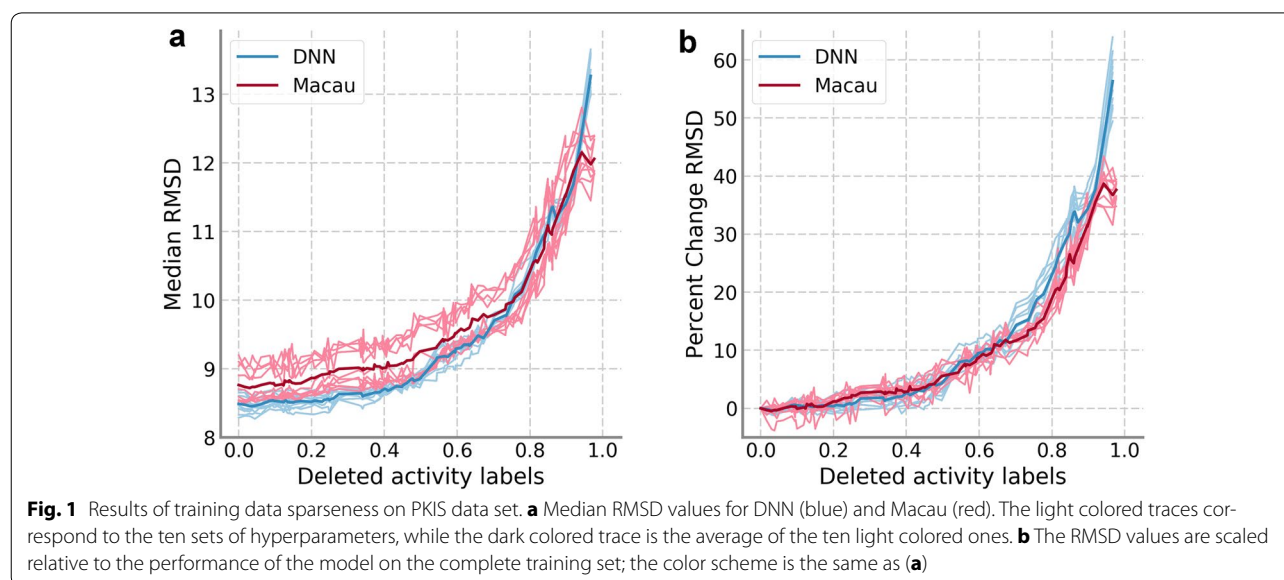 a
DNN
Macau
13
12
11
10
9
8
Median RMSD
0.0 0.2 0.4 0.6 0.8 1.0
Deleted activity labels
b
DNN
Macau
60
50
40
30
20
10
0
Percent Change RMSD
0.0 0.2 0.4 0.6 0.8 1.0
Deleted activity labels
Fig. 1 Results of training data sparseness on PKIS data set. a Median RMSD values for DNN (blue) and Macau (red). The light colored traces cor-
respond to the ten sets of hyperparameters, while the dark colored trace is the average of the ten light colored ones. b The RMSD values are scaled
relative to the performance of the model on the complete training set; the color scheme is the same as (a)